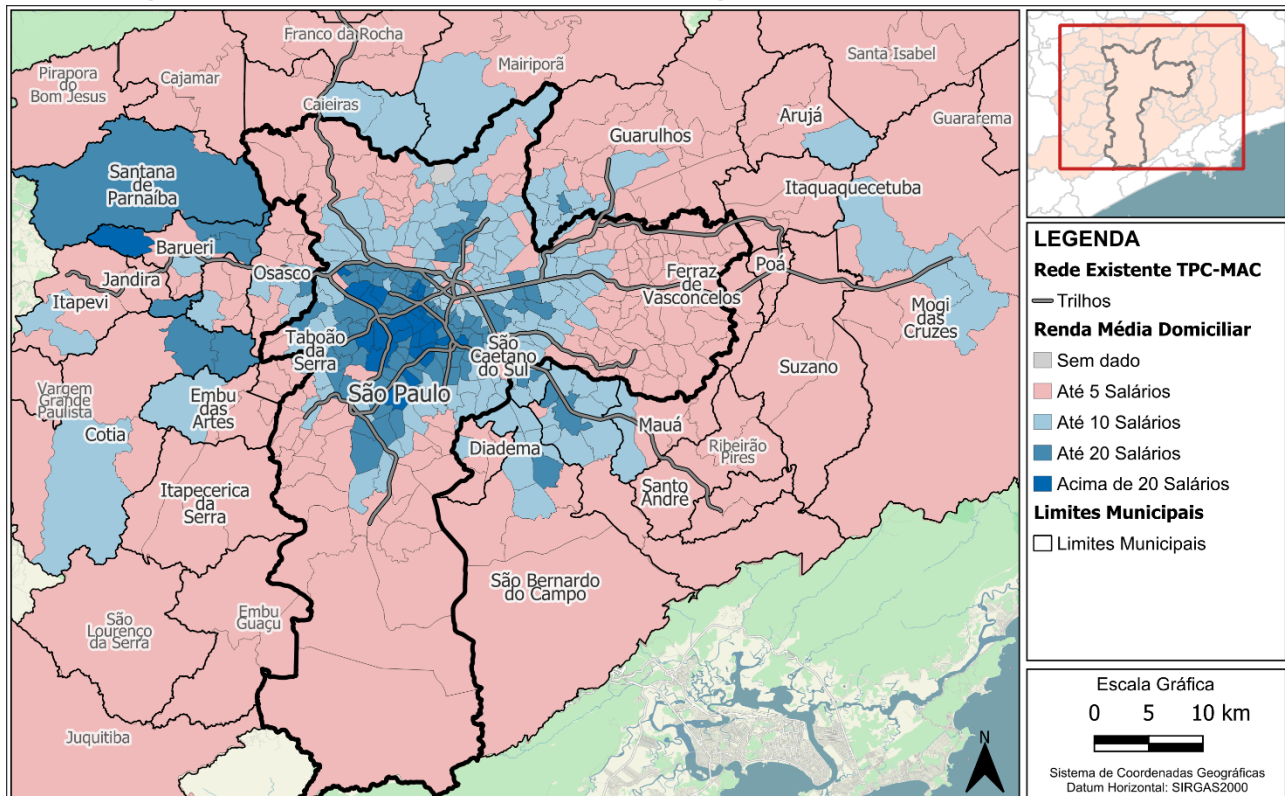 Franco da Rocha
Pirapora
do
Bom Jesus
Cajamar
Mairiporã
Santa Isabel
Caieiras
Arujá
Guarulhos
Guararema
Santana
de
Parnaíba
Itaquaquecetuba
Barueri
Jandira
Osasco
Itapevi
Ferraz
de
Vasconcelos
Poá
Mogi
das
Cruzes
Taboão
da
Serra
São
Caetano
do Sul
São Paulo
Suzano
Vargem
Grande
Paulista
Embu
das
Artes
Cotia
Diadema
Mauá
Ribeirão
Pires
Itapecerica
da
Serra
Santo
Andre
São Bernardo
do Campo
São
Lourenço
da Serra
Embu
Guaçu
Juquitiba
N
LEGENDA
Rede Existente TPC-MAC
Trilhos
Renda Média Domiciliar
Sem dado
Até 5 Salários
Até 10 Salários
Até 20 Salários
Acima de 20 Salários
Limites Municipais
Limites Municipais
Escala Gráfica
0 5 10 km
Sistema de Coordenadas Geográficas
Datum Horizontal: SIRGAS2000